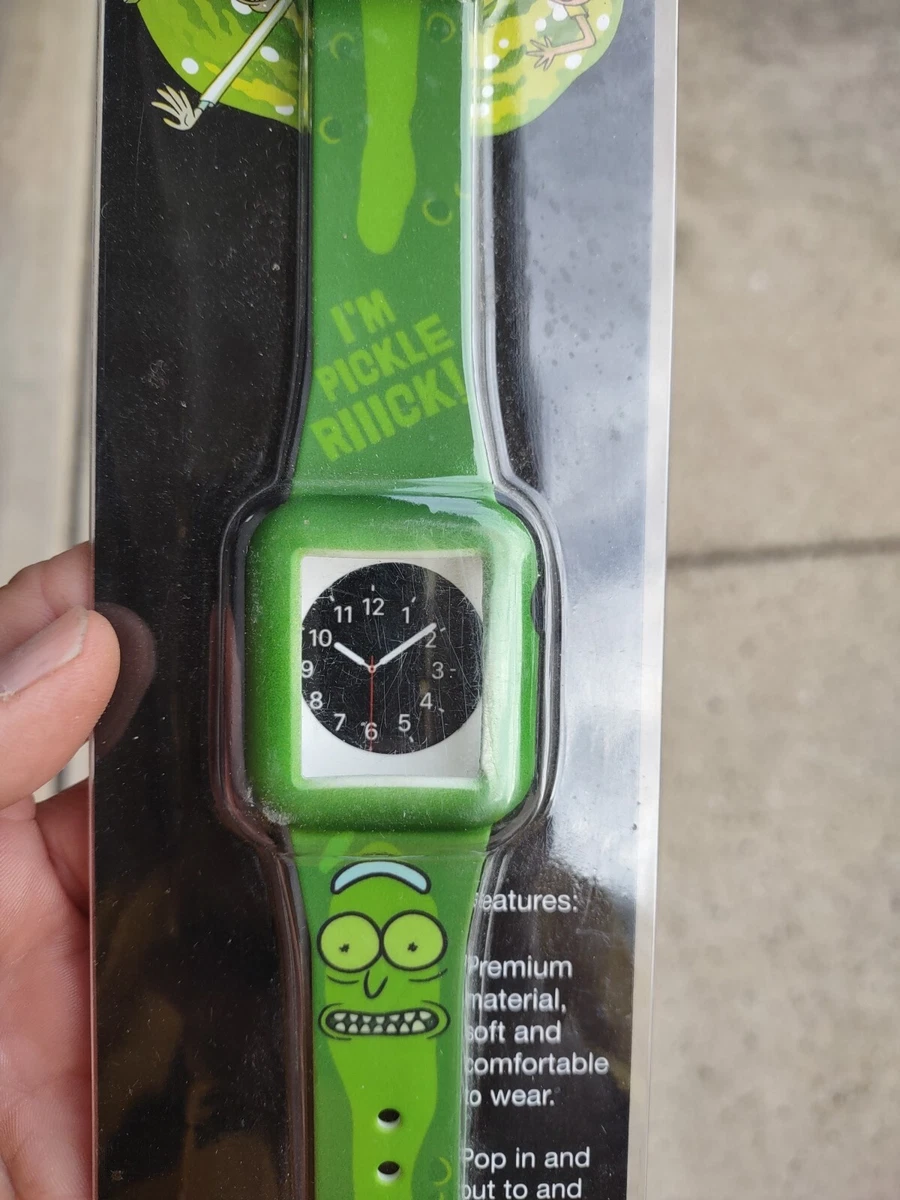 I'M
PICKLE
RIIICK!
11 12 1
10 2
9 3
8 4
7 6 5
eatures:
Premium
material,
soft and
comfortable
to wear.
Pop in and
out to and